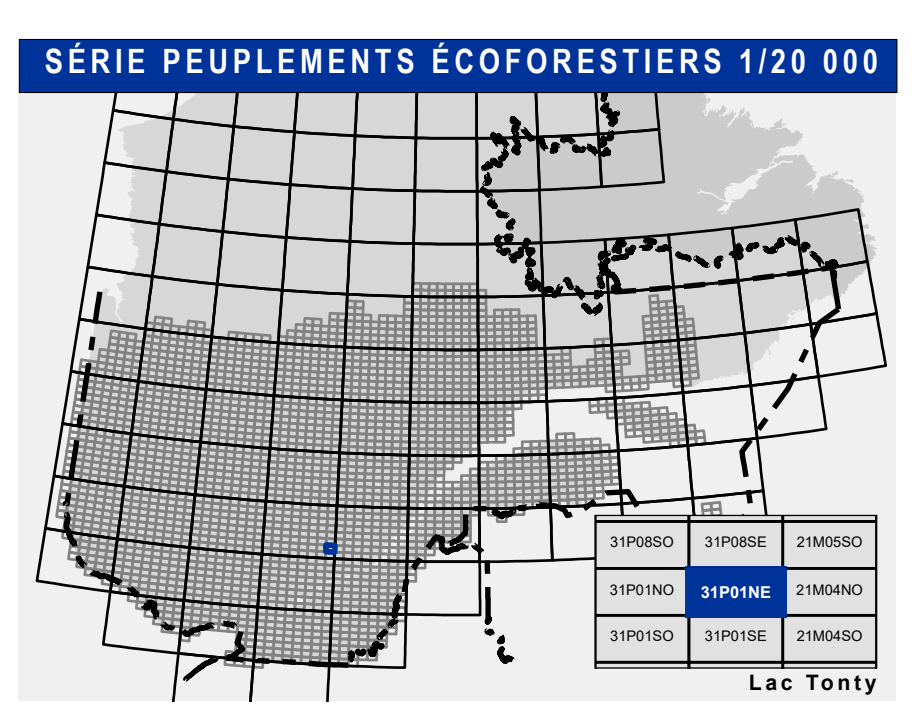 SÉRIE PEUPLEMENTS ÉCOFORESTIERS 1/20 000
31P08SO 31P08SE 21M05SO
31P01NO 31P01NE 21M04NO
31P01SO 31P01SE 21M04SO
Lac Tonty